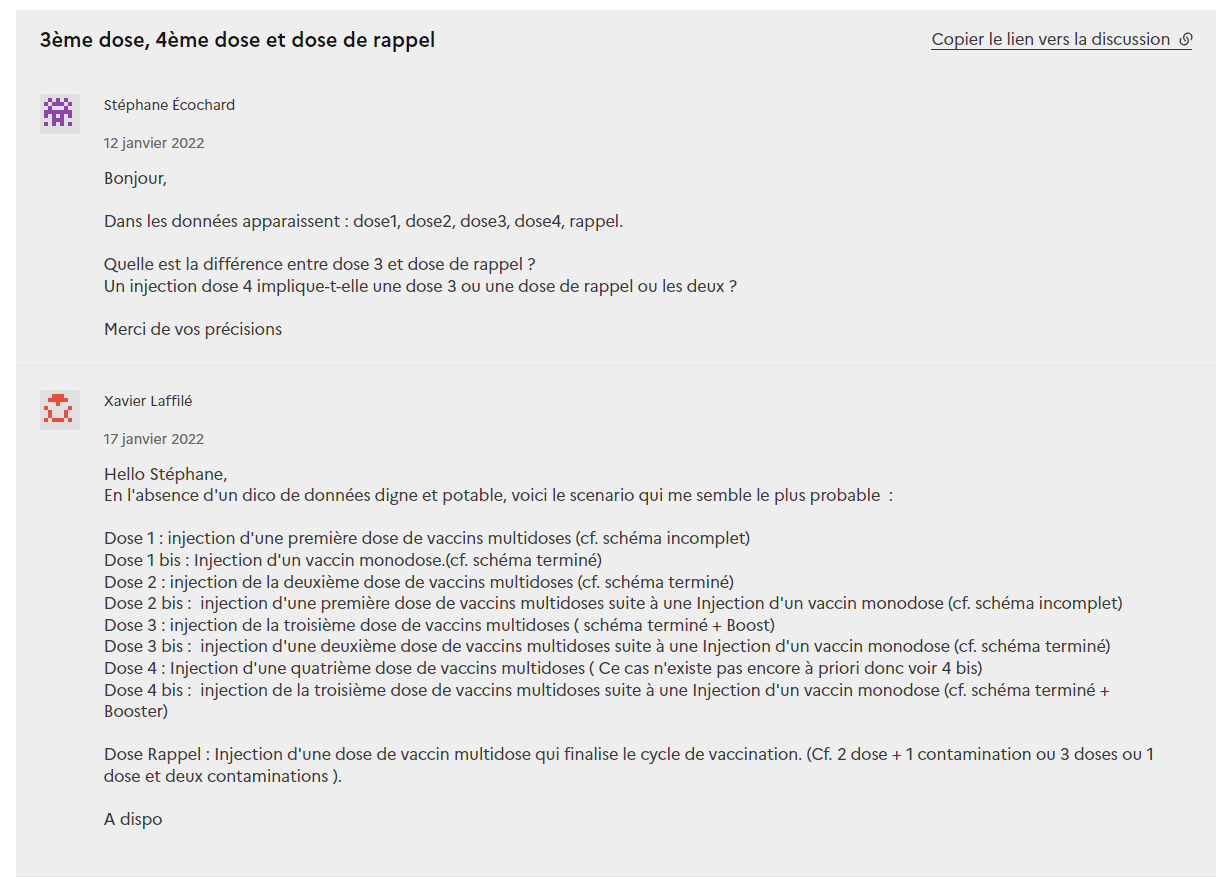 3ème dose, 4ème dose et dose de rappel
Copier le lien vers la discussion
Stéphane Écochard
12 janvier 2022
Bonjour,
Dans les données apparaissent : dose1, dose2, dose3, dose4, rappel.
Quelle est la différence entre dose 3 et dose de rappel ?
Un injection dose 4 implique-t-elle une dose 3 ou une dose de rappel ou les deux ?
Merci de vos précisions
Xavier Laffilé
17 janvier 2022
Hello Stéphane,
En l'absence d'un dico de données digne et potable, voici le scenario qui me semble le plus probable  :
Dose 1 : injection d'une première dose de vaccins multidoses (cf. schéma incomplet)
Dose 1 bis : Injection d'un vaccin monodose.(cf. schéma terminé)
Dose 2 : injection de la deuxième dose de vaccins multidoses (cf. schéma terminé)
Dose 2 bis :  injection d'une première dose de vaccins multidoses suite à une Injection d'un vaccin monodose (cf. schéma incomplet)
Dose 3 : injection de la troisième dose de vaccins multidoses ( schéma terminé + Boost)
Dose 3 bis :  injection d'une deuxième dose de vaccins multidoses suite à une Injection d'un vaccin monodose (cf. schéma terminé)
Dose 4 : Injection d'une quatrième dose de vaccins multidoses ( Ce cas n'existe pas encore à priori donc voir 4 bis)
Dose 4 bis :  injection de la troisième dose de vaccins multidoses suite à une Injection d'un vaccin monodose (cf. schéma terminé +
Booster)
Dose Rappel : Injection d'une dose de vaccin multidose qui finalise le cycle de vaccination. (Cf. 2 dose + 1 contamination ou 3 doses ou 1
dose et deux contaminations ).
A dispo